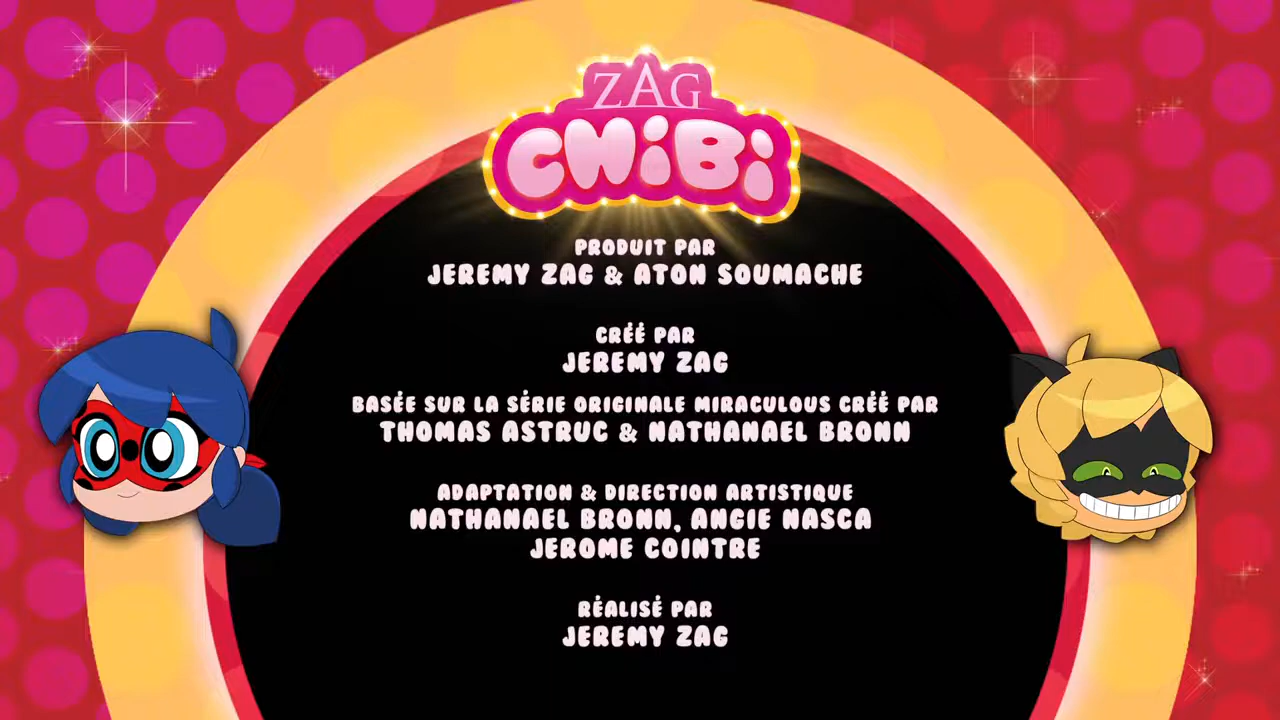 ZAG
CHiBi
PRODUIT PAR
JEREMY ZAG & ATON SOUMACHE
CRÉÉ PAR
JEREMY ZAG
BASÉE SUR LA SÉRIE ORIGINALE MIRACULOUS CRÉÉ PAR
THOMAS ASTRUC & NATHANAEL BRONN
ADAPTATION & DIRECTION ARTISTIQUE
NATHANAEL BRONN, ANGIE NASCA
JEROME COINTRE
RÉALISÉ PAR
JEREMY ZAG